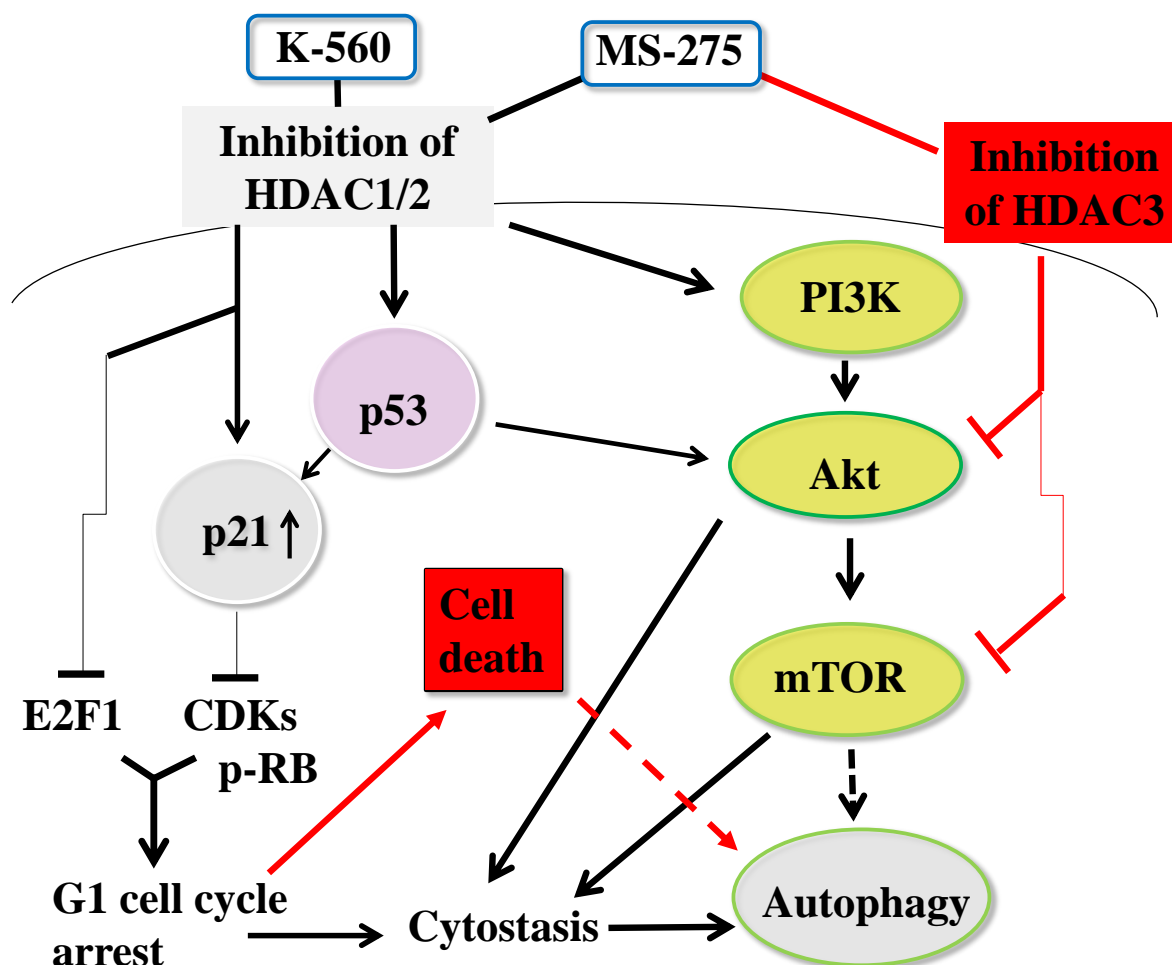 K-560
MS-275
Inhibition of
HDAC1/2
Inhibition
of HDAC3
PI3K
p53
Akt
p21
Cell
death
mTOR
E2F1
CDKs
p-RB
G1 cell cycle
arrest
Cytostasis
Autophagy